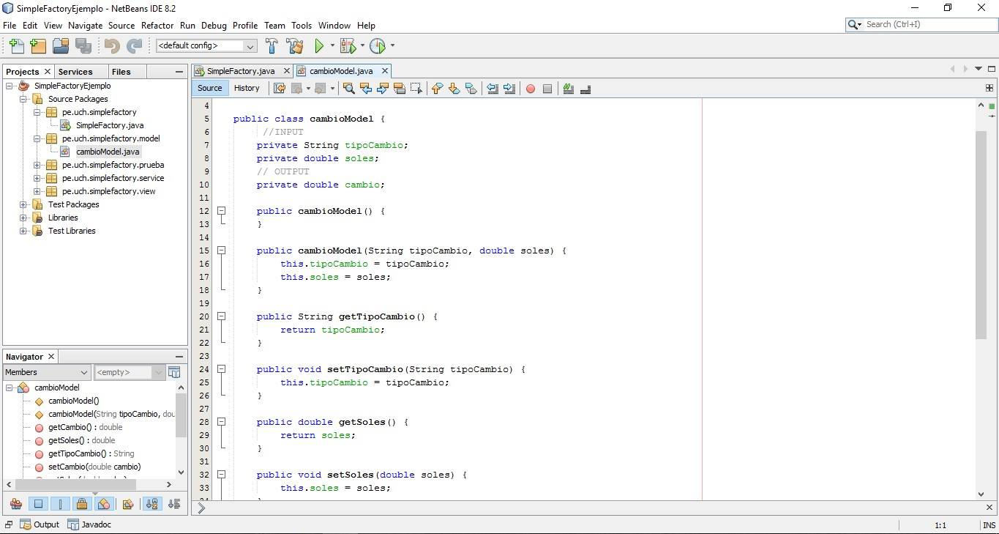 SimpleFactoryEjemplo - NetBeans IDE 8.2
File Edit View Navigate Source Refactor Run Debug Profile Team Tools Window Help
Search (Ctrl+I)
<default config>
Projects Services Files
SimpleFactoryEjemplo
Source Packages
pe.uch.simplefactory
SimpleFactory.java
pe.uch.simplefactory.model
cambioModel.java
pe.uch.simplefactory.prueba
pe.uch.simplefactory.service
pe.uch.simplefactory.view
Test Packages
Libraries
Test Libraries
Navigator
Members <empty>
cambioModel
cambioModel()
cambioModel(String tipoCambio, dou
getCambio() : double
getSoles() : double
getTipoCambio() : String
setCambio(double cambio)
SimpleFactory.java cambioModel.java
Source History
4
5 public class cambioModel {
6 //INPUT
7 private String tipoCambio;
8 private double soles;
9 // OUTPUT
10 private double cambio;
11
12 public cambioModel() {
13 }
14
15 public cambioModel(String tipoCambio, double soles) {
16 this.tipoCambio = tipoCambio;
17 this.soles = soles;
18 }
19
20 public String getTipoCambio() {
21 return tipoCambio;
22 }
23
24 public void setTipoCambio(String tipoCambio) {
25 this.tipoCambio = tipoCambio;
26 }
27
28 public double getSoles() {
29 return soles;
30 }
31
32 public void setSoles(double soles) {
33 this.soles = soles;
Output Javadoc
1:1 INS